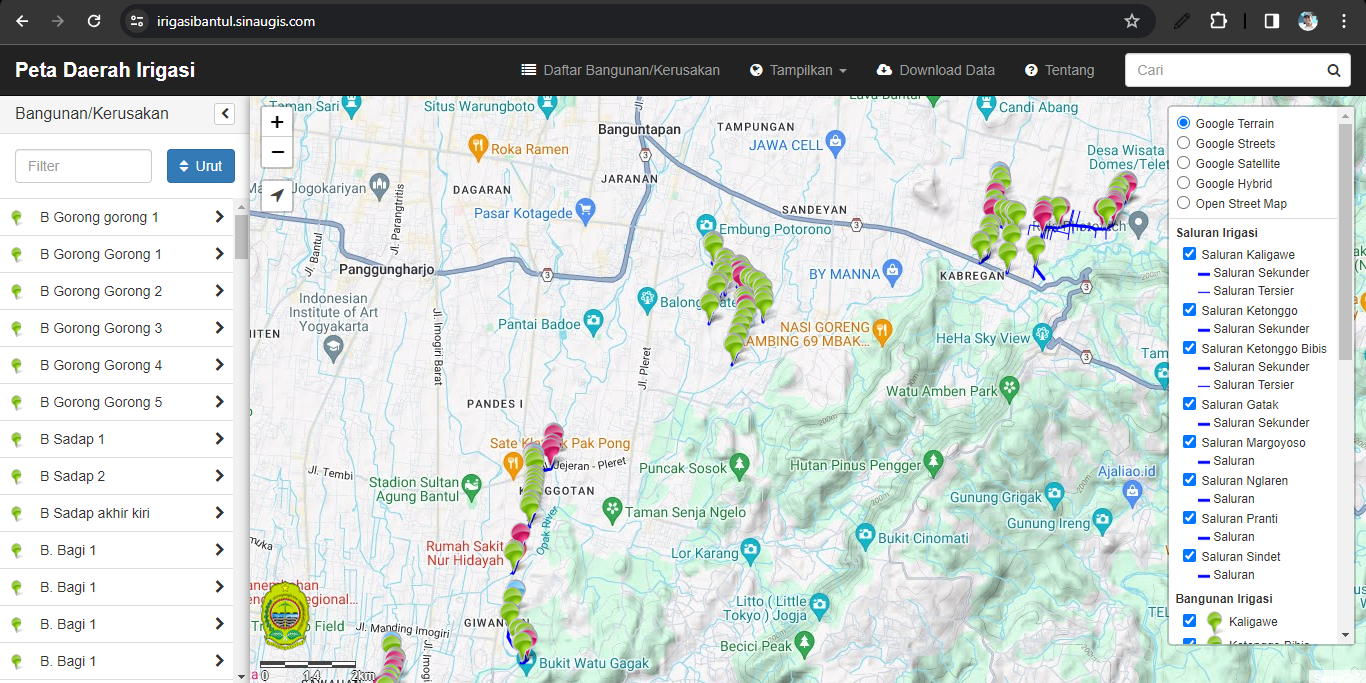 irigasibantul.sinaugis.com
Peta Daerah Irigasi
Daftar Bangunan/Kerusakan
Tampilkan
Download Data
Tentang
Cari
Bangunan/Kerusakan
Filter
Urut
B Gorong gorong 1
B Gorong Gorong 1
B Gorong Gorong 2
B Gorong Gorong 3
B Gorong Gorong 4
B Gorong Gorong 5
B Sadap 1
B Sadap 2
B Sadap akhir kiri
B. Bagi 1
B. Bagi 1
B. Bagi 1
B. Bagi 1
+
−
Taman Sari
Situs Warungboto
Candi Abang
Banguntapan
TAMPUNGAN
JAWA CELL
Roka Ramen
Desa Wisata
Jogokariyan
JARANAN
DAGARAN
Jl. Parangtritis
Pasar Kotagede
SANDEYAN
3
Embung Potorono
Jl. Bantul
Panggungharjo
3
BY MANNA
KABREGAN
3
Indonesian
Institute of Art
Yogyakarta
Pantai Badoe
NASI GORENG
HeHa Sky View
Jl. Imogiri Barat
Jl. Pleret
3
Watu Amben Park
PANDES I
Pak Pong
Jejeran - Pleret
Jl. Tembi
Puncak Sosok
Hutan Pinus Pengger
Ajaliao.id
Stadion Sultan
Agung Bantul
Gunung Grigak
Taman Senja Ngelo
Gunung Ireng
Opak River
Rumah Sakit
Nur Hidayah
Lor Karang
Bukit Cinomati
Litto ( Little
Tokyo ) Jogja
Jl. Manding Imogiri
Becici Peak
Bukit Watu Gagak
0
1.4
2km
Google Terrain
Google Streets
Google Satellite
Google Hybrid
Open Street Map
Saluran Irigasi
Saluran Kaligawe
Saluran Sekunder
Saluran Tersier
Saluran Ketonggo
Saluran Sekunder
Saluran Ketonggo Bibis
Saluran Sekunder
Saluran Tersier
Saluran Gatak
Saluran Sekunder
Saluran Margoyoso
Saluran
Saluran Nglaren
Saluran
Saluran Pranti
Saluran
Saluran Sindet
Saluran
Bangunan Irigasi
Kaligawe